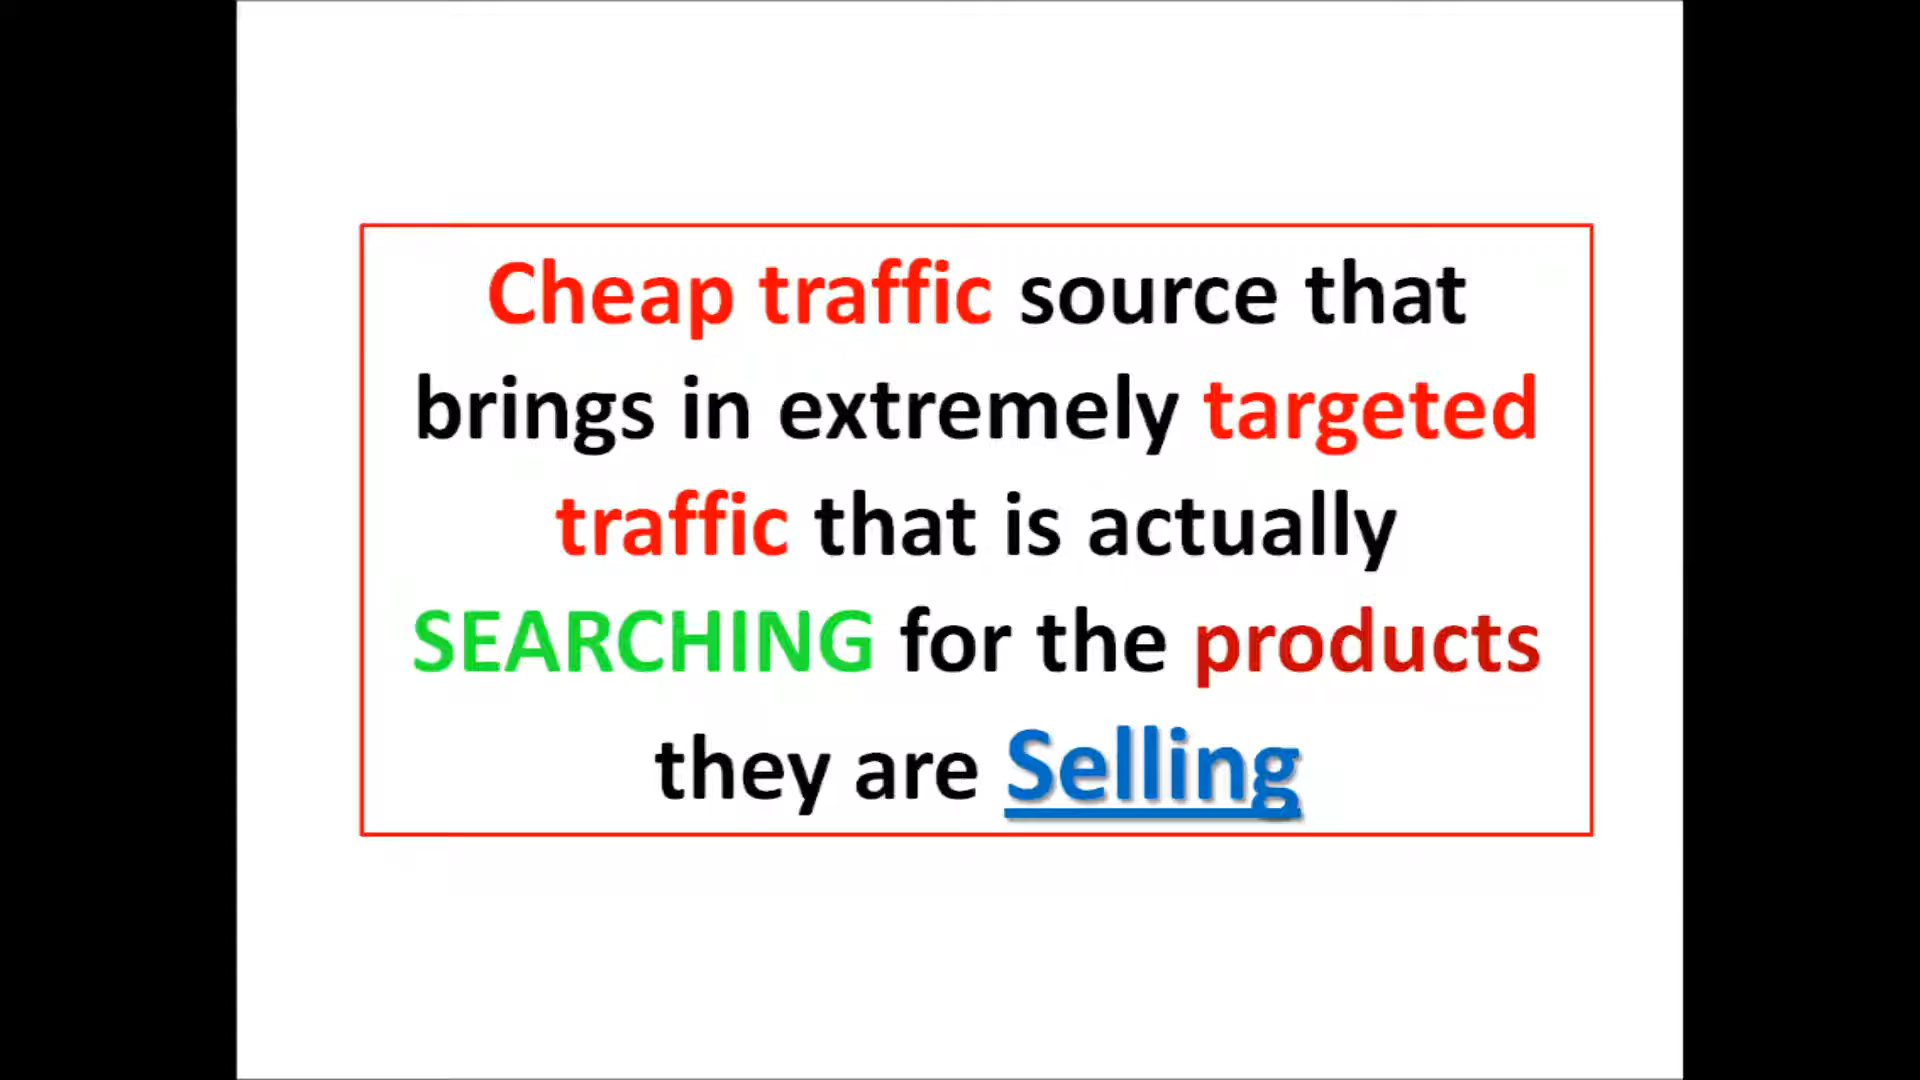 Cheap traffic source that
brings in extremely targeted
traffic that is actually
SEARCHING for the products
they are Selling